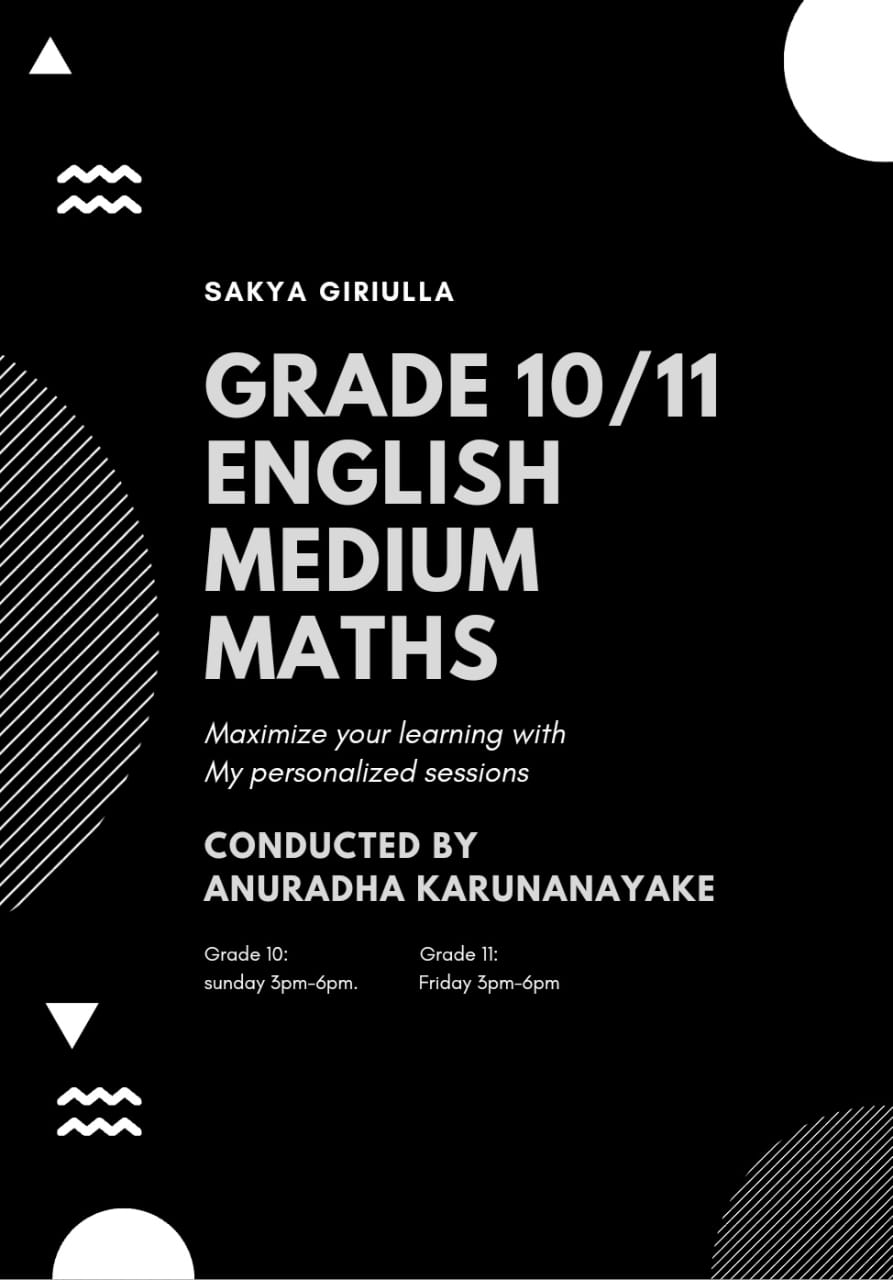 SAKYA GIRIULLA
GRADE 10/11
ENGLISH
MEDIUM
MATHS
Maximize your learning with
My personalized sessions
CONDUCTED BY
ANURADHA KARUNANAYAKE
Grade 10:
sunday 3pm-6pm.
Grade 11:
Friday 3pm-6pm